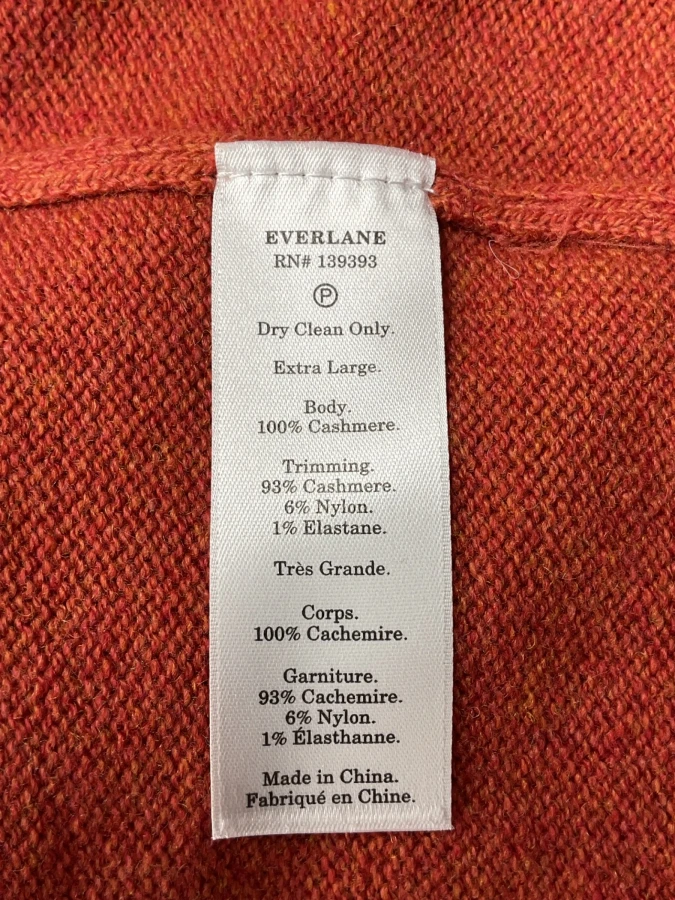 EVERLANE
RN# 139393
Ⓟ
Dry Clean Only.
Extra Large.
Body.
100% Cashmere.
Trimming.
93% Cashmere.
6% Nylon.
1% Elastane.
Très Grande.
Corps.
100% Cachemire.
Garniture.
93% Cachemire.
6% Nylon.
1% Élasthanne.
Made in China.
Fabriqué en Chine.